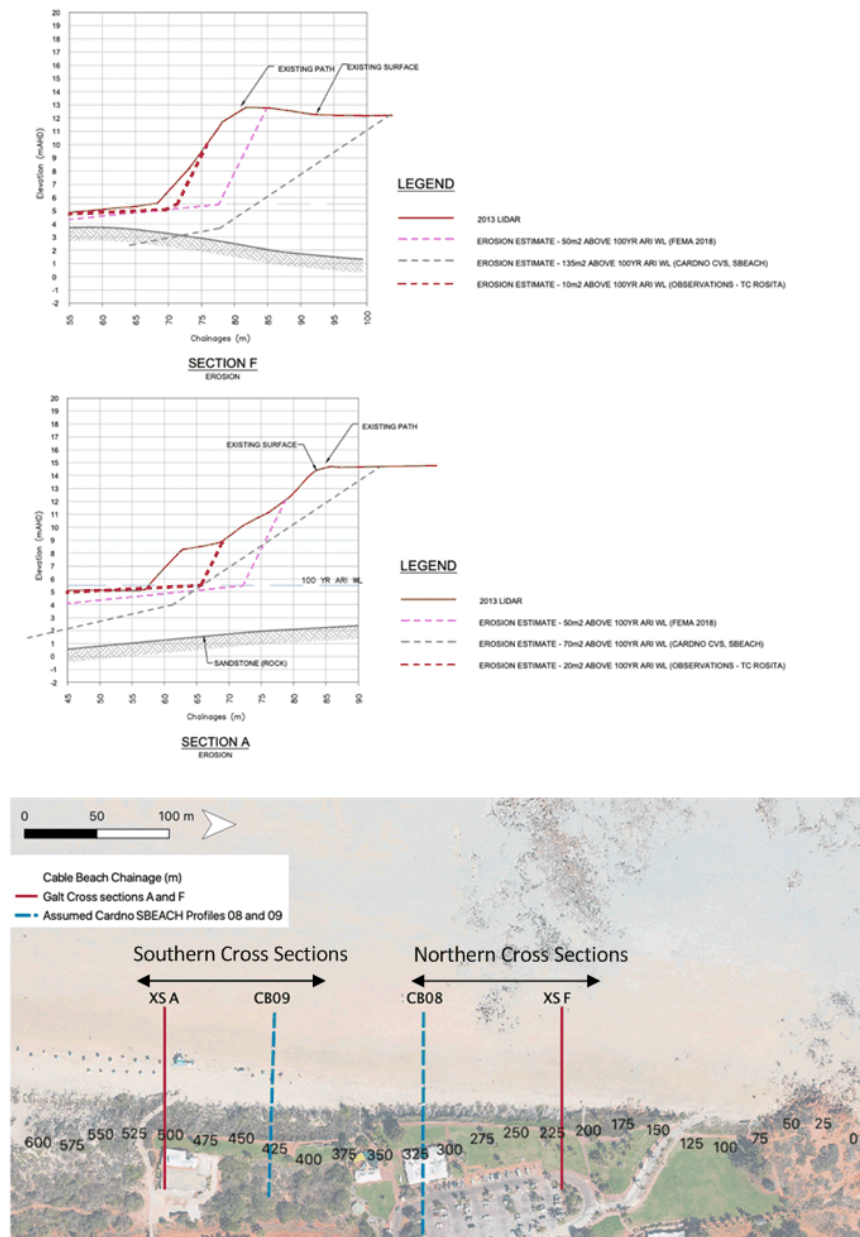 20
19
18
17
16
15
14
13
12
11
10
9
8
7
6
5
4
3
2
1
0
-1
-2
Elevation (mAHD)
EXISTING PATH
EXISTING SURFACE
55 60 65 70 75 80 85 90 95 100
Chainages (m)
SECTION F
EROSION
LEGEND
2013 LIDAR
EROSION ESTIMATE - 50m2 ABOVE 100YR ARI WL (FEMA 2018)
EROSION ESTIMATE - 135m2 ABOVE 100YR ARI WL (CARDNO CVS, SBEACH)
EROSION ESTIMATE - 10m2 ABOVE 100YR ARI WL (OBSERVATIONS - TC ROSITA)
20
19
18
17
16
15
14
13
12
11
10
9
8
7
6
5
4
3
2
1
0
-1
-2
Elevation (mAHD)
EXISTING PATH
EXISTING SURFACE
100 YR ARI WL
SANDSTONE (ROCK)
45 50 55 60 65 70 75 80 85 90
Chainages (m)
SECTION A
EROSION
LEGEND
2013 LIDAR
EROSION ESTIMATE - 50m2 ABOVE 100YR ARI WL (FEMA 2018)
EROSION ESTIMATE - 70m2 ABOVE 100YR ARI WL (CARDNO CVS, SBEACH)
EROSION ESTIMATE - 20m2 ABOVE 100YR ARI WL (OBSERVATIONS - TC ROSITA)
0 50 100 m
Cable Beach Chainage (m)
Galt Cross sections A and F
Assumed Cardno SBEACH Profiles 08 and 09
Southern Cross Sections Northern Cross Sections
XS A CB09 CB08 XS F
600 575 550 525 500 475 450 425 400 375 350 325 300 275 250 225 200 175 150 125 100 75 50 25 0